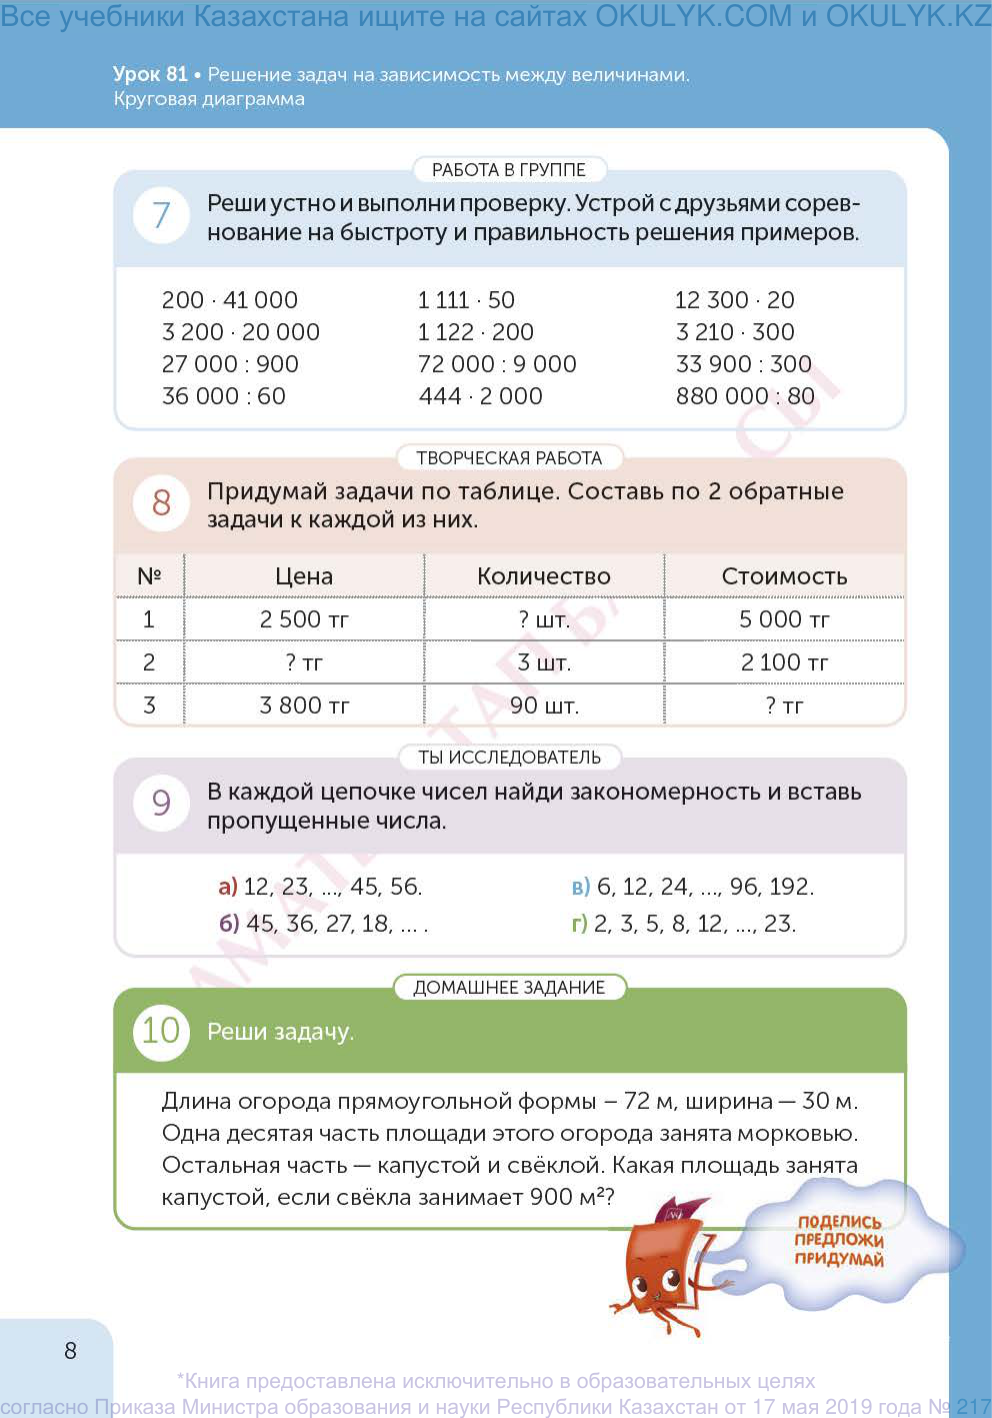 Все учебники Казахстана ищите на сайтах OKULYK.COM и OKULYK.KZ
Урок 81 • Решение задач на зависимость между величинами.
Круговая диаграмма
РАБОТА В ГРУППЕ
7
Реши устно и выполни проверку. Устрой с друзьями сорев-
нование на быстроту и правильность решения примеров.
200 · 41 000 1 111 · 50 12 300 · 20
3 200 · 20 000 1 122 · 200 3 210 · 300
27 000 : 900 72 000 : 9 000 33 900 : 300
36 000 : 60 444 · 2 000 880 000 : 80
ТВОРЧЕСКАЯ РАБОТА
8
Придумай задачи по таблице. Составь по 2 обратные
задачи к каждой из них.
№ Цена Количество Стоимость
1 2 500 тг ? шт. 5 000 тг
2 ? тг 3 шт. 2 100 тг
3 3 800 тг 90 шт. ? тг
ТЫ ИССЛЕДОВАТЕЛЬ
9
В каждой цепочке чисел найди закономерность и вставь
пропущенные числа.
а) 12, 23, ..., 45, 56. в) 6, 12, 24, ..., 96, 192.
б) 45, 36, 27, 18, ... . г) 2, 3, 5, 8, 12, ..., 23.
ДОМАШНЕЕ ЗАДАНИЕ
10
Реши задачу.
Длина огорода прямоугольной формы – 72 м, ширина — 30 м.
Одна десятая часть площади этого огорода занята морковью.
Остальная часть — капустой и свёклой. Какая площадь занята
капустой, если свёкла занимает 900 м²?
ПОДЕЛИСЬ
ПРЕДЛОЖИ
ПРИДУМАЙ
8
*Книга предоставлена исключительно в образовательных целях
согласно Приказа Министра образования и науки Республики Казахстан от 17 мая 2019 года № 217